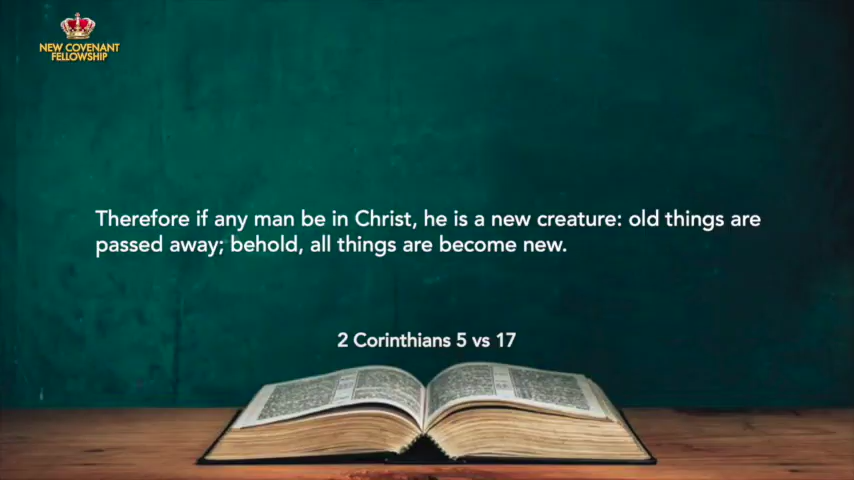 NEW COVENANT
FELLOWSHIP
Therefore if any man be in Christ, he is a new creature: old things are
passed away; behold, all things are become new.
2 Corinthians 5 vs 17